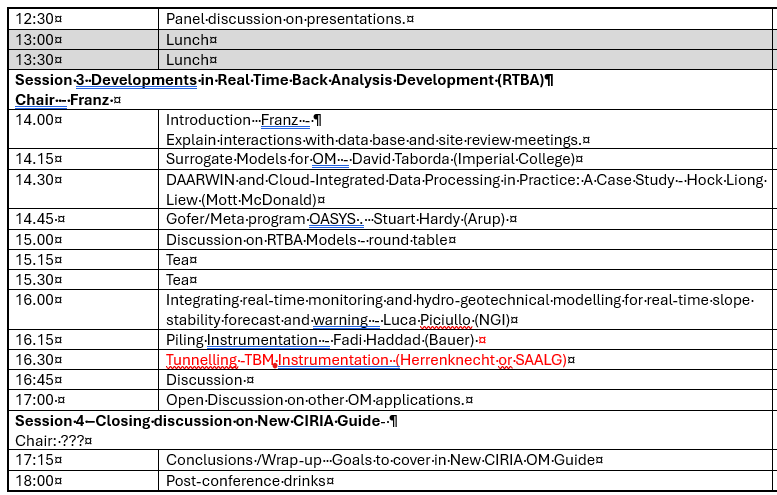 12:30 Panel discussion on presentations.
13:00 Lunch
13:30 Lunch
Session 3 - Developments in Real Time Back Analysis Development (RTBA)
Chair - Franz
14.00 Introduction - Franz -
Explain interactions with data base and site review meetings.
14.15 Surrogate Models for OM - David Taborda (Imperial College)
14.30 DAARWIN and Cloud-Integrated Data Processing in Practice: A Case Study - Hock Liong
Liew (Mott McDonald)
14.45 Gofer/Meta program OASYS . - Stuart Hardy (Arup)
15.00 Discussion on RTBA Models - round table
15.15 Tea
15.30 Tea
16.00 Integrating real-time monitoring and hydro-geotechnical modelling for real-time slope
stability forecast and warning - Luca Piciullo (NGI)
16.15 Piling Instrumentation - Fadi Haddad (Bauer)
16.30 Tunnelling -TBM Instrumentation (Herrenknecht or SAALG)
16:45 Discussion
17:00 Open Discussion on other OM applications.
Session 4 – Closing discussion on New CIRIA Guide -
Chair: ???
17:15 Conclusions /Wrap-up - Goals to cover in New CIRIA OM Guide
18:00 Post-conference drinks